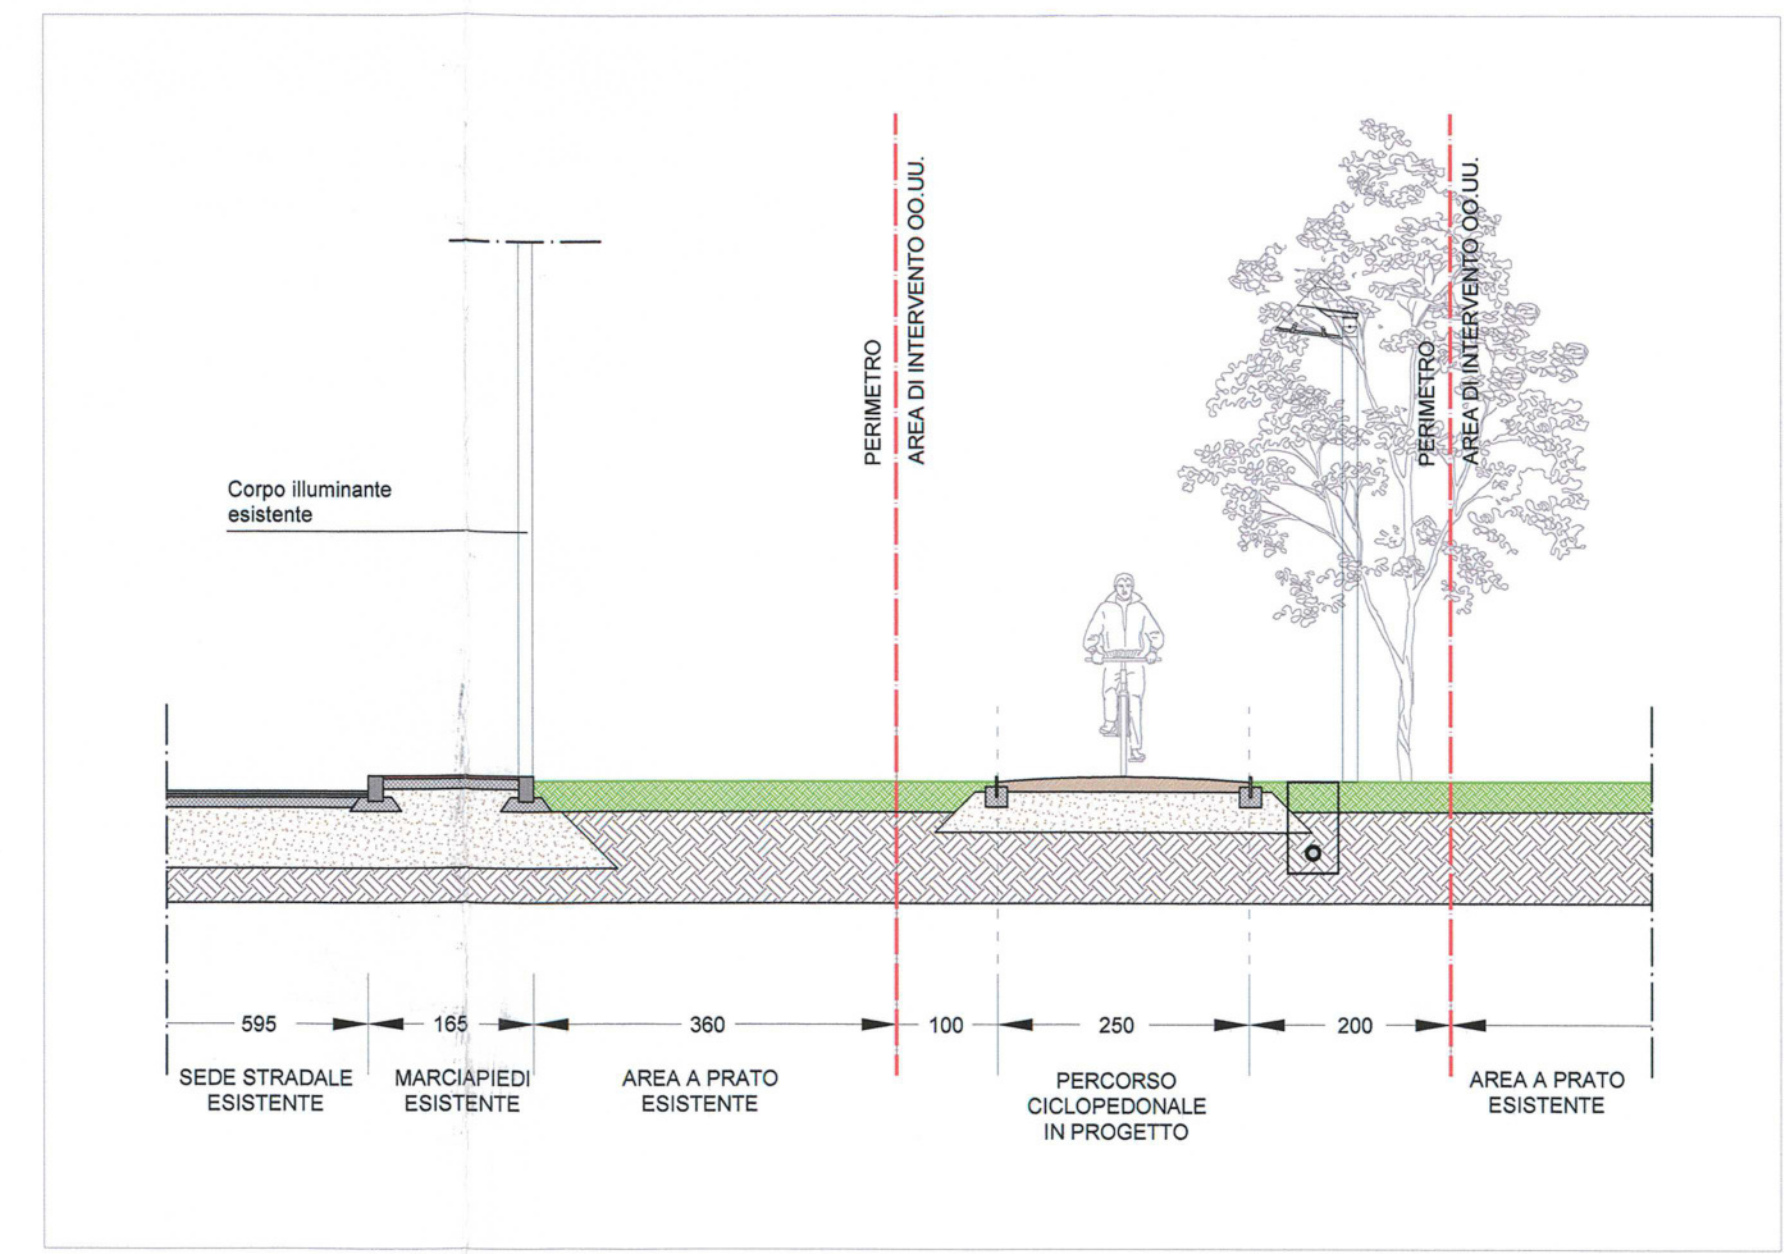 PERIMETRO
AREA DI INTERVENTO OO.UU.
PERIMETRO
AREA DI INTERVENTO OO.UU.
Corpo illuminante
esistente
595
165
360
100
250
200
SEDE STRADALE
ESISTENTE
MARCIAPIEDI
ESISTENTE
AREA A PRATO
ESISTENTE
PERCORSO
CICLOPEDONALE
IN PROGETTO
AREA A PRATO
ESISTENTE